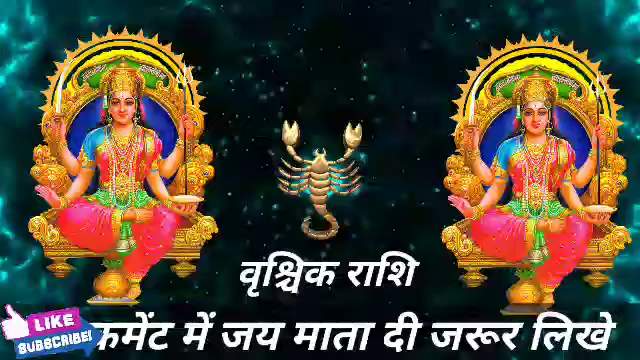 वृश्चिक राशि
कमेंट में जय माता दी जरूर लिखे
LIKE
SUBSCRIBE!